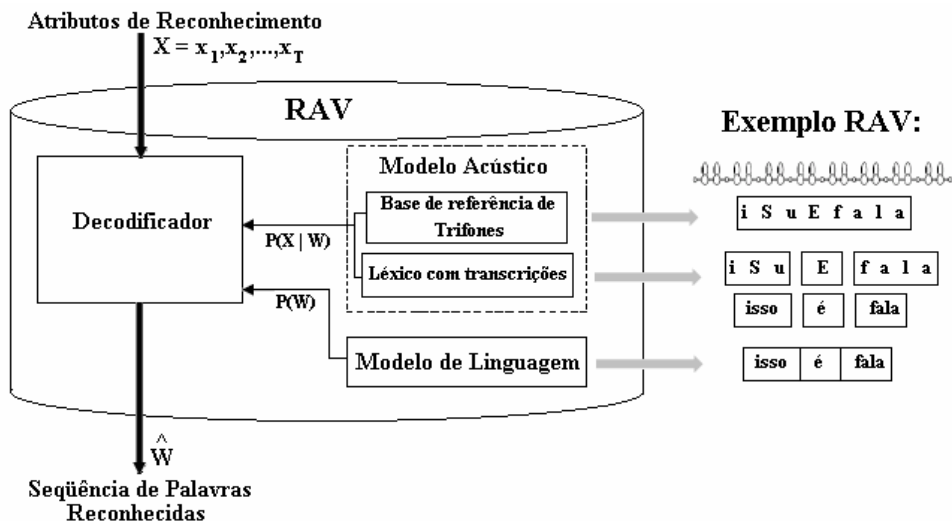 Atributos de Reconhecimento
X = x1,x2,...,xT
RAV
Decodificador
Modelo Acústico
Base de referência de
Trifones
Léxico com transcrições
P(X | W)
P(W)
Modelo de Linguagem
Ŵ
Seqüência de Palavras
Reconhecidas
Exemplo RAV:
i S u E f a l a
i S u E f a l a
isso é fala
isso é fala